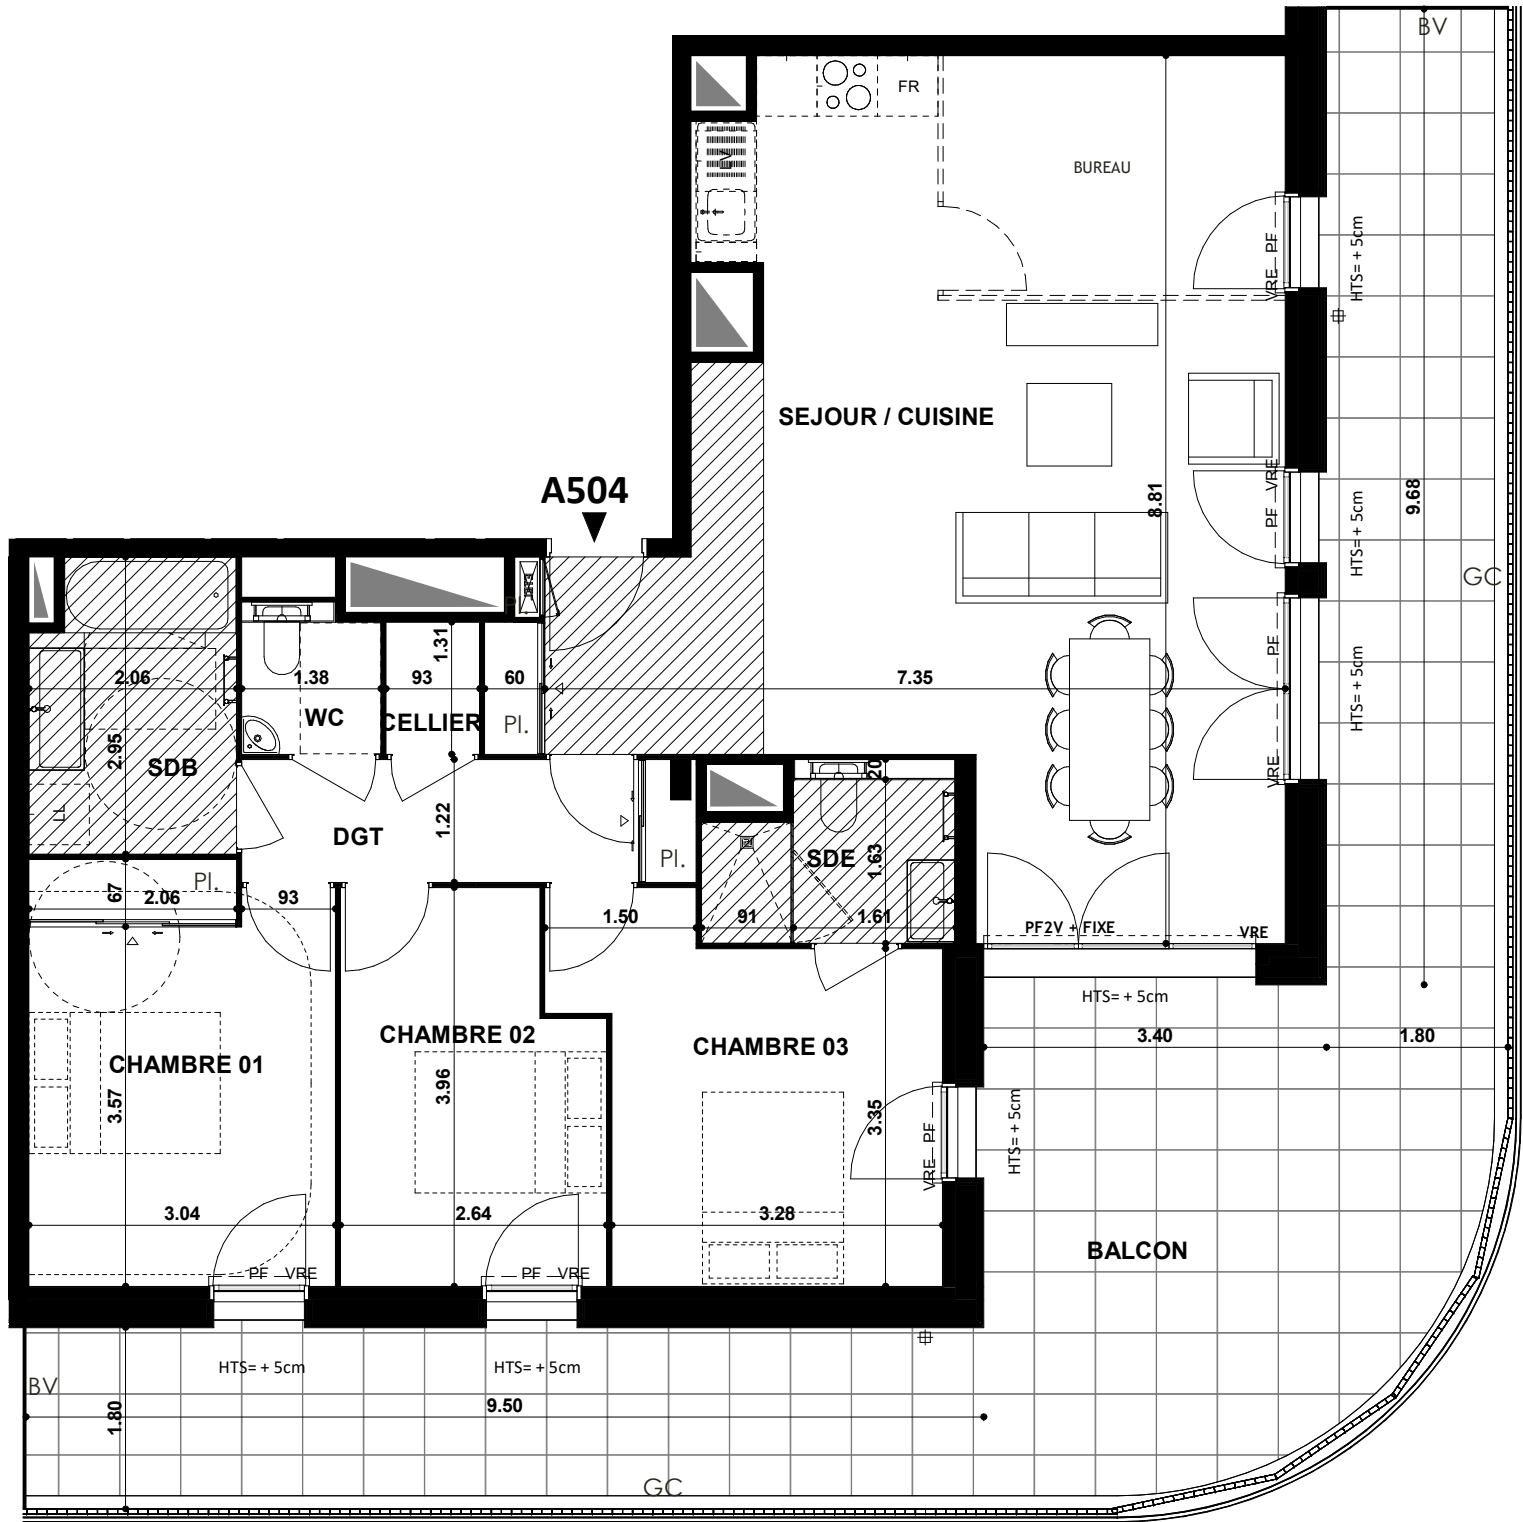 BV
FR
LV
BUREAU
VRE PF
HTS= + 5cm
SEJOUR / CUISINE
8.81
9.68
PF VRE
HTS= + 5cm
A504
GC
1.31
PF
2.06
1.38
93
60
7.35
HTS= + 5cm
WC
CELLIER
Pl.
2.95
SDB
20
VRE
LL
1.22
DGT
Pl.
SDE
1.63
67
Pl.
2.06
93
1.50
91
1.61
PF2V + FIXE
VRE
HTS= + 5cm
CHAMBRE 02
3.40
1.80
CHAMBRE 03
CHAMBRE 01
3.57
3.96
3.35
VRE PF
HTS= + 5cm
3.04
2.64
3.28
BALCON
PF VRE
PF VRE
HTS= + 5cm
HTS= + 5cm
BV
1.80
9.50
GC